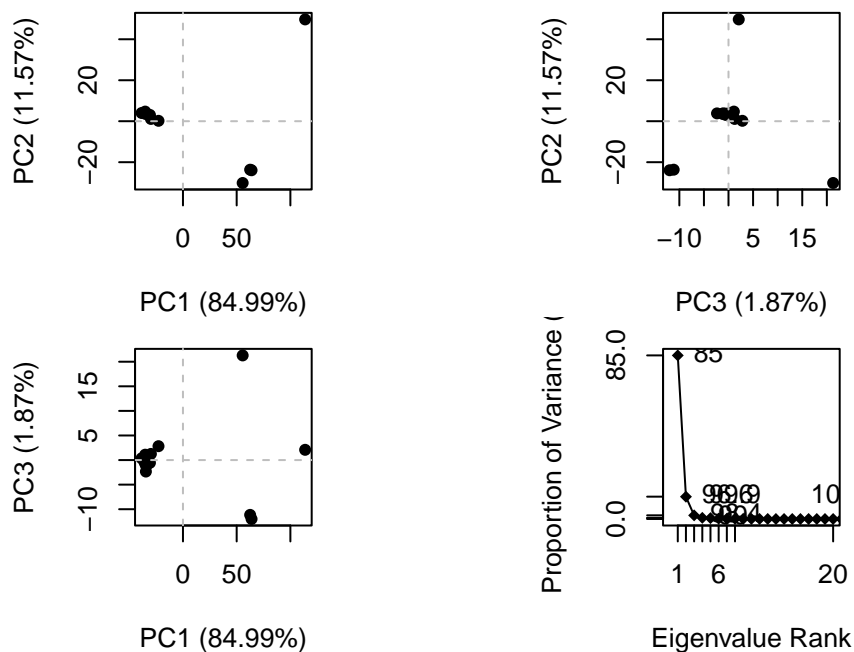 PC2 (11.57%)
−20
20
0
50
PC1 (84.99%)
PC2 (11.57%)
−20
20
−10
5
15
PC3 (1.87%)
PC3 (1.87%)
−10
5
15
0
50
PC1 (84.99%)
Proportion of Variance (
0.0
85.0
85
10
1
6
20
Eigenvalue Rank